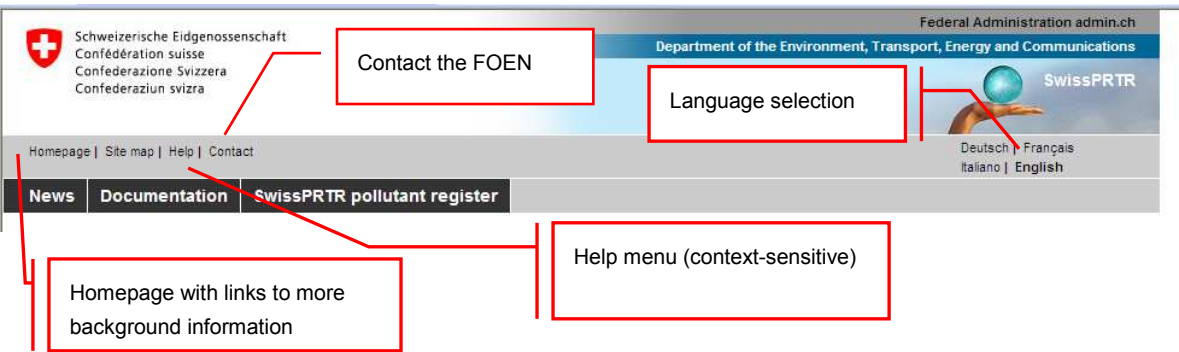 Federal Administration admin.ch
Schweizerische Eidgenossenschaft
Confédération suisse
Confederazione Svizzera
Confederaziun svizra
Contact the FOEN
Department of the Environment, Transport, Energy and Communications
Language selection
SwissPRTR
Homepage | Site map | Help | Contact
Deutsch | Français
Italiano | English
News Documentation SwissPRTR pollutant register
Help menu (context-sensitive)
Homepage with links to more
background information